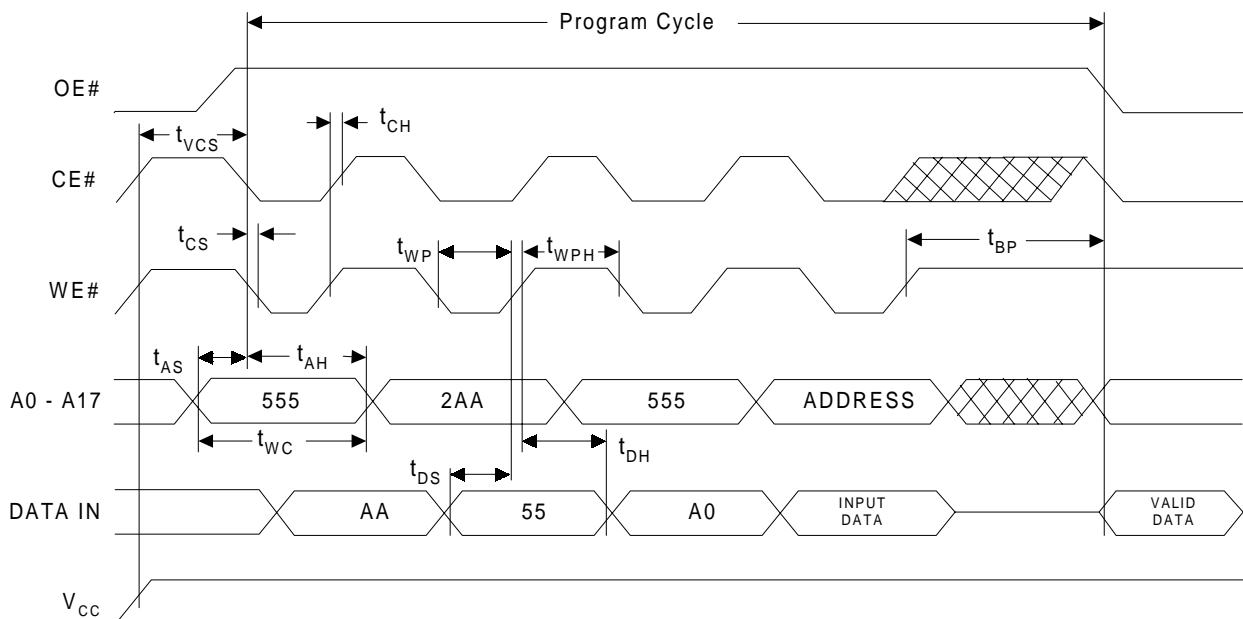 Program Cycle
OE#
tVCS
tCH
CE#
tCS
tWP
tWPH
tBP
WE#
tAS
tAH
A0 - A17
555
2AA
555
ADDRESS
tWC
tDS
tDH
DATA IN
AA
55
A0
INPUT
DATA
VALID
DATA
VCC